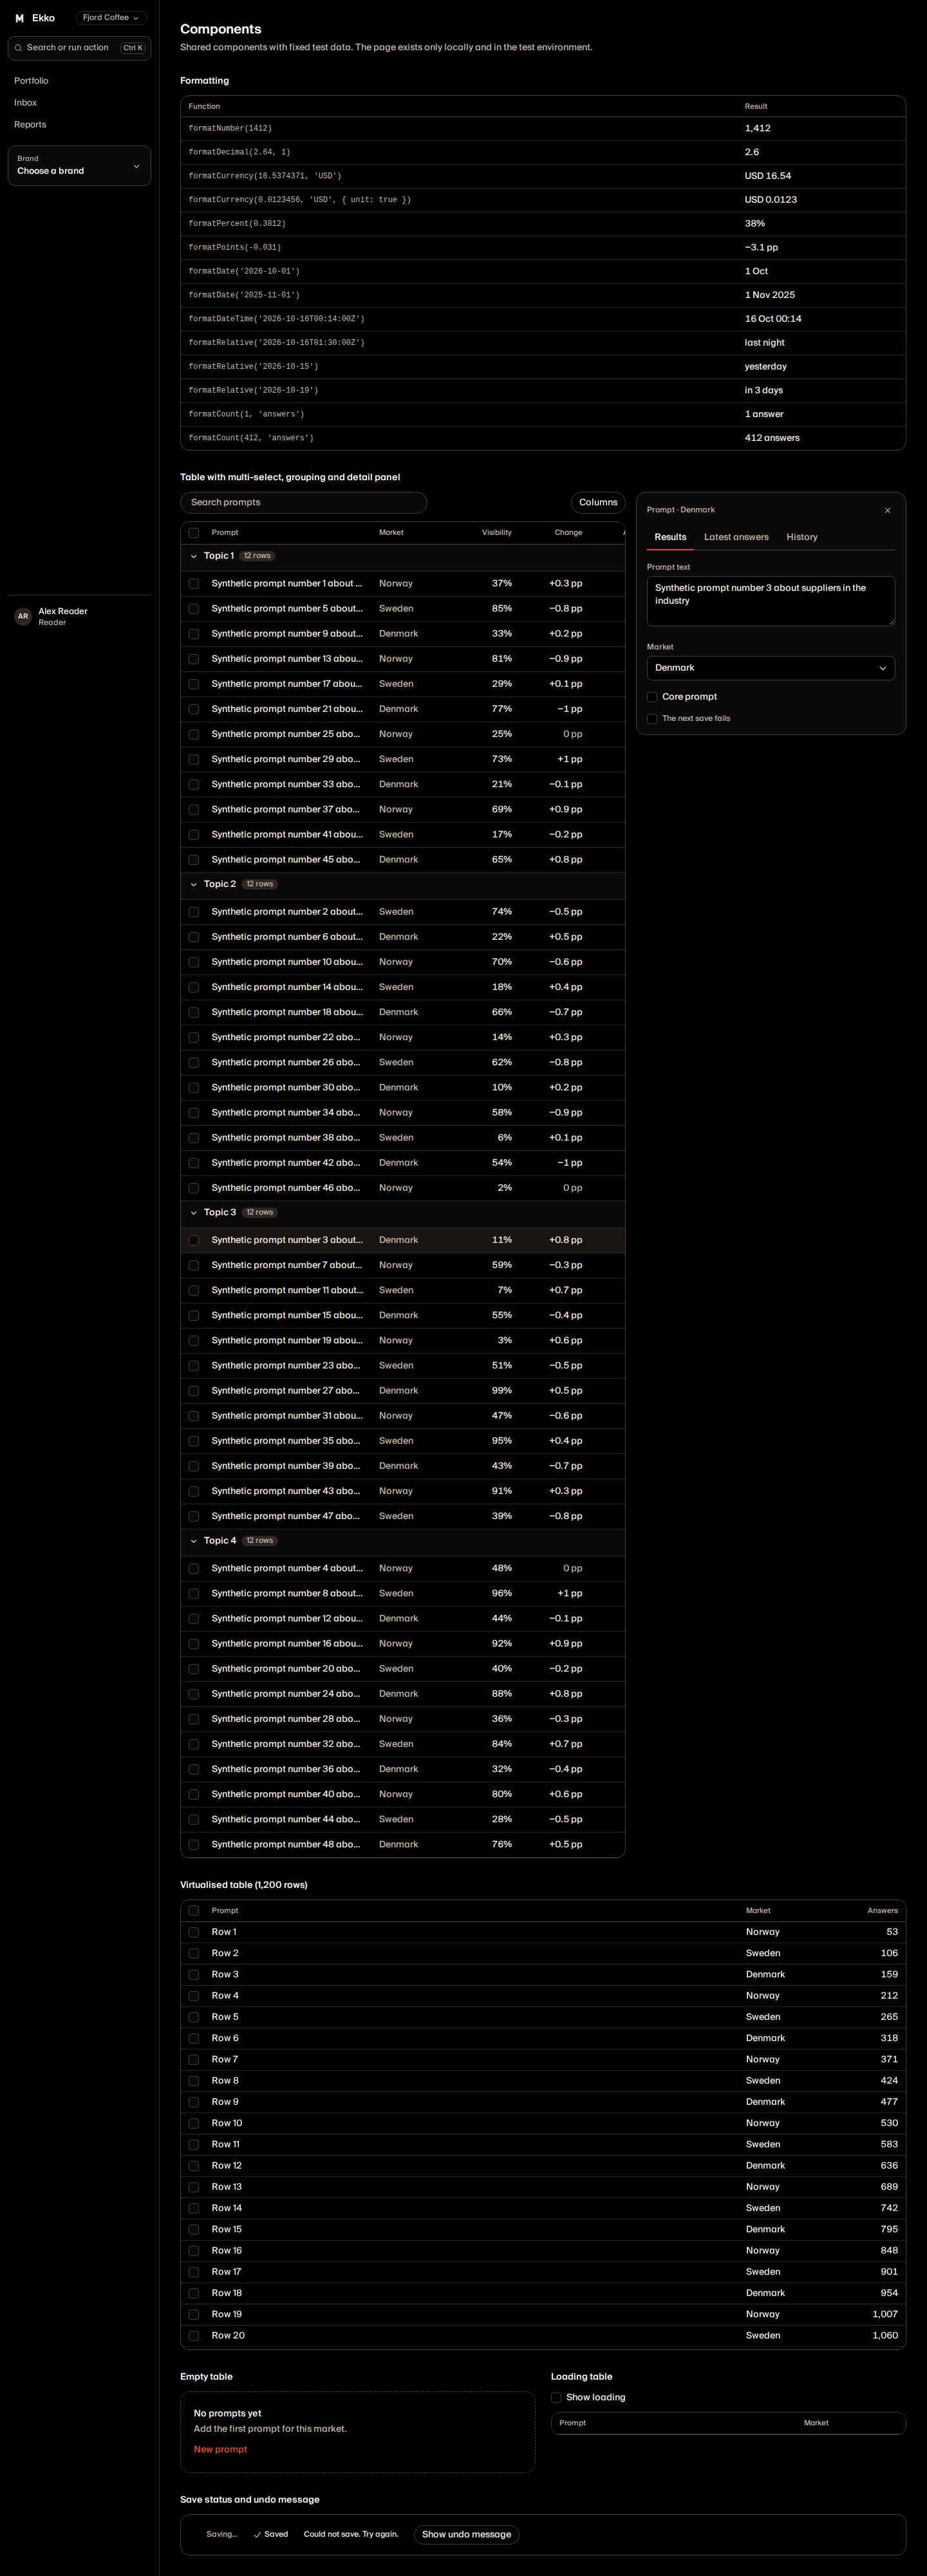 Ekko
Fjord Coffee
Search or run action
Ctrl K
Portfolio
Inbox
Reports
Brand
Choose a brand
AR
Alex Reader
Reader
Components
Shared components with fixed test data. The page exists only locally and in the test environment.
Formatting
Function Result
formatNumber(1412) 1,412
formatDecimal(2.64, 1) 2.6
formatCurrency(16.5374371, 'USD') USD 16.54
formatCurrency(0.0123456, 'USD', { unit: true }) USD 0.0123
formatPercent(0.3812) 38%
formatPoints(-0.031) −3.1 pp
formatDate('2026-10-01') 1 Oct
formatDate('2025-11-01') 1 Nov 2025
formatDateTime('2026-10-16T00:14:00Z') 16 Oct 00:14
formatRelative('2026-10-16T01:30:00Z') last night
formatRelative('2026-10-15') yesterday
formatRelative('2026-10-19') in 3 days
formatCount(1, 'answers') 1 answer
formatCount(412, 'answers') 412 answers
Table with multi-select, grouping and detail panel
Search prompts
Columns
Prompt Market Visibility Change
Topic 1 12 rows
Synthetic prompt number 1 about ... Norway 37% +0.3 pp
Synthetic prompt number 5 about... Sweden 85% −0.8 pp
Synthetic prompt number 9 about... Denmark 33% +0.2 pp
Synthetic prompt number 13 abou... Norway 81% −0.9 pp
Synthetic prompt number 17 abou... Sweden 29% +0.1 pp
Synthetic prompt number 21 abou... Denmark 77% −1 pp
Synthetic prompt number 25 abo... Norway 25% 0 pp
Synthetic prompt number 29 abo... Sweden 73% +1 pp
Synthetic prompt number 33 abo... Denmark 21% −0.1 pp
Synthetic prompt number 37 abo... Norway 69% +0.9 pp
Synthetic prompt number 41 abou... Sweden 17% −0.2 pp
Synthetic prompt number 45 abo... Denmark 65% +0.8 pp
Topic 2 12 rows
Synthetic prompt number 2 about... Sweden 74% −0.5 pp
Synthetic prompt number 6 about... Denmark 22% +0.5 pp
Synthetic prompt number 10 abou... Norway 70% −0.6 pp
Synthetic prompt number 14 abou... Sweden 18% +0.4 pp
Synthetic prompt number 18 abou... Denmark 66% −0.7 pp
Synthetic prompt number 22 abo... Norway 14% +0.3 pp
Synthetic prompt number 26 abo... Sweden 62% −0.8 pp
Synthetic prompt number 30 abo... Denmark 10% +0.2 pp
Synthetic prompt number 34 abo... Norway 58% −0.9 pp
Synthetic prompt number 38 abo... Sweden 6% +0.1 pp
Synthetic prompt number 42 abo... Denmark 54% −1 pp
Synthetic prompt number 46 abo... Norway 2% 0 pp
Topic 3 12 rows
Synthetic prompt number 3 about... Denmark 11% +0.8 pp
Synthetic prompt number 7 about... Norway 59% −0.3 pp
Synthetic prompt number 11 about... Sweden 7% +0.7 pp
Synthetic prompt number 15 abou... Denmark 55% −0.4 pp
Synthetic prompt number 19 abou... Norway 3% +0.6 pp
Synthetic prompt number 23 abo... Sweden 51% −0.5 pp
Synthetic prompt number 27 abo... Denmark 99% +0.5 pp
Synthetic prompt number 31 abou... Norway 47% −0.6 pp
Synthetic prompt number 35 abo... Sweden 95% +0.4 pp
Synthetic prompt number 39 abo... Denmark 43% −0.7 pp
Synthetic prompt number 43 abo... Norway 91% +0.3 pp
Synthetic prompt number 47 abo... Sweden 39% −0.8 pp
Topic 4 12 rows
Synthetic prompt number 4 about... Norway 48% 0 pp
Synthetic prompt number 8 about... Sweden 96% +1 pp
Synthetic prompt number 12 abou... Denmark 44% −0.1 pp
Synthetic prompt number 16 abou... Norway 92% +0.9 pp
Synthetic prompt number 20 abo... Sweden 40% −0.2 pp
Synthetic prompt number 24 abo... Denmark 88% +0.8 pp
Synthetic prompt number 28 abo... Norway 36% −0.3 pp
Synthetic prompt number 32 abo... Sweden 84% +0.7 pp
Synthetic prompt number 36 abo... Denmark 32% −0.4 pp
Synthetic prompt number 40 abo... Norway 80% +0.6 pp
Synthetic prompt number 44 abo... Sweden 28% −0.5 pp
Synthetic prompt number 48 abo... Denmark 76% +0.5 pp
Prompt · Denmark
Results Latest answers History
Prompt text
Synthetic prompt number 3 about suppliers in the
industry
Market
Denmark
Core prompt
The next save fails
Virtualised table (1,200 rows)
Prompt Market Answers
Row 1 Norway 53
Row 2 Sweden 106
Row 3 Denmark 159
Row 4 Norway 212
Row 5 Sweden 265
Row 6 Denmark 318
Row 7 Norway 371
Row 8 Sweden 424
Row 9 Denmark 477
Row 10 Norway 530
Row 11 Sweden 583
Row 12 Denmark 636
Row 13 Norway 689
Row 14 Sweden 742
Row 15 Denmark 795
Row 16 Norway 848
Row 17 Sweden 901
Row 18 Denmark 954
Row 19 Norway 1,007
Row 20 Sweden 1,060
Empty table
No prompts yet
Add the first prompt for this market.
New prompt
Loading table
Show loading
Prompt Market
Save status and undo message
Saving...
Saved
Could not save. Try again.
Show undo message